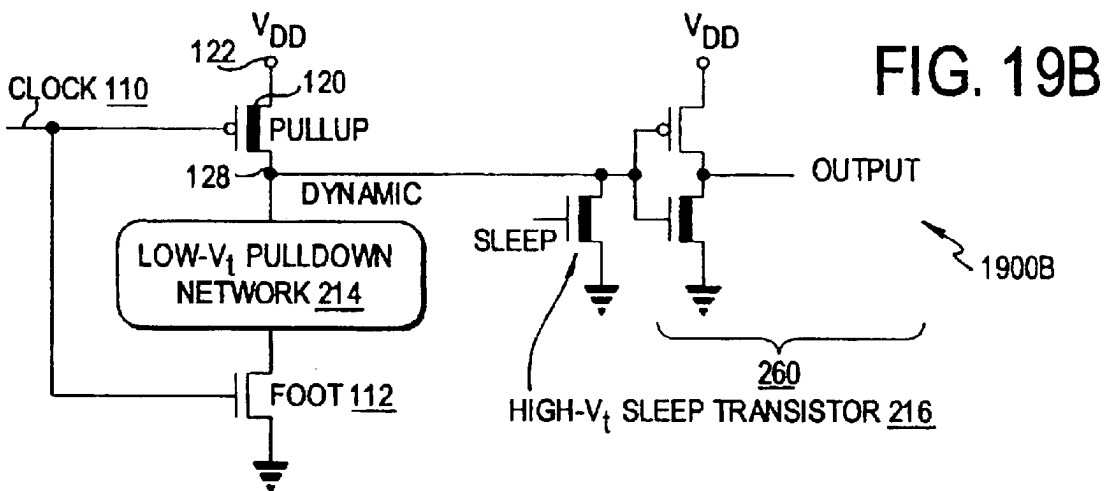 FIG. 19B
VDD
122
120
CLOCK 110
PULLUP
128
DYNAMIC
LOW-Vt PULLDOWN
NETWORK 214
FOOT 112
VDD
OUTPUT
SLEEP
1900B
260
HIGH-Vt SLEEP TRANSISTOR 216